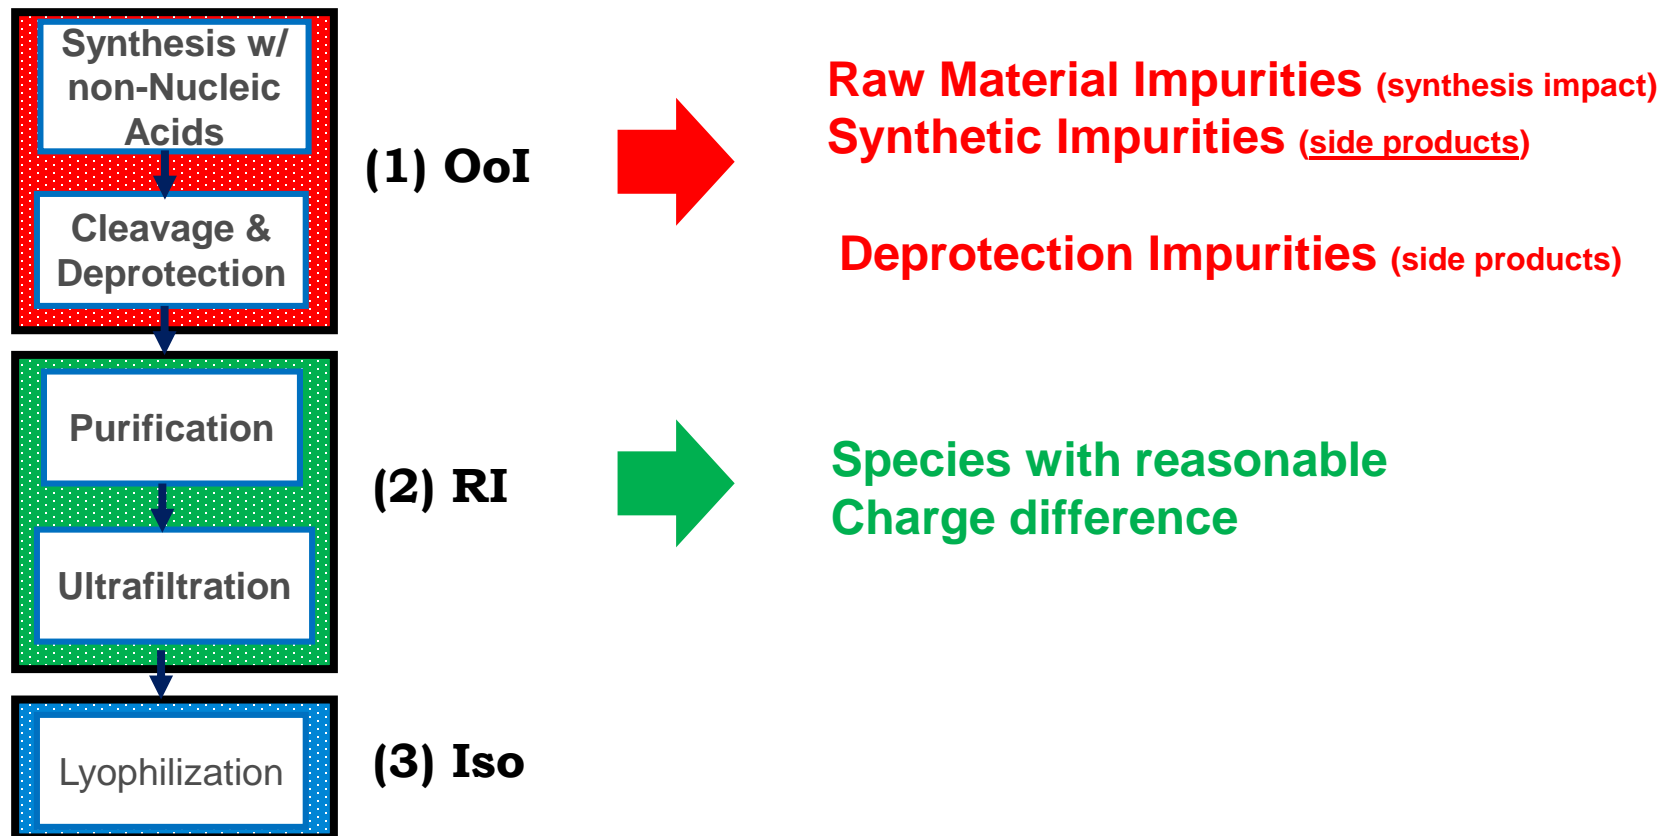 Synthesis w/
non-Nucleic
Acids
Cleavage &
Deprotection
(1) OoI
Raw Material Impurities (synthesis impact)
Synthetic Impurities (side products)
Deprotection Impurities (side products)
Purification
Ultrafiltration
(2) RI
Species with reasonable
Charge difference
Lyophilization
(3) Iso